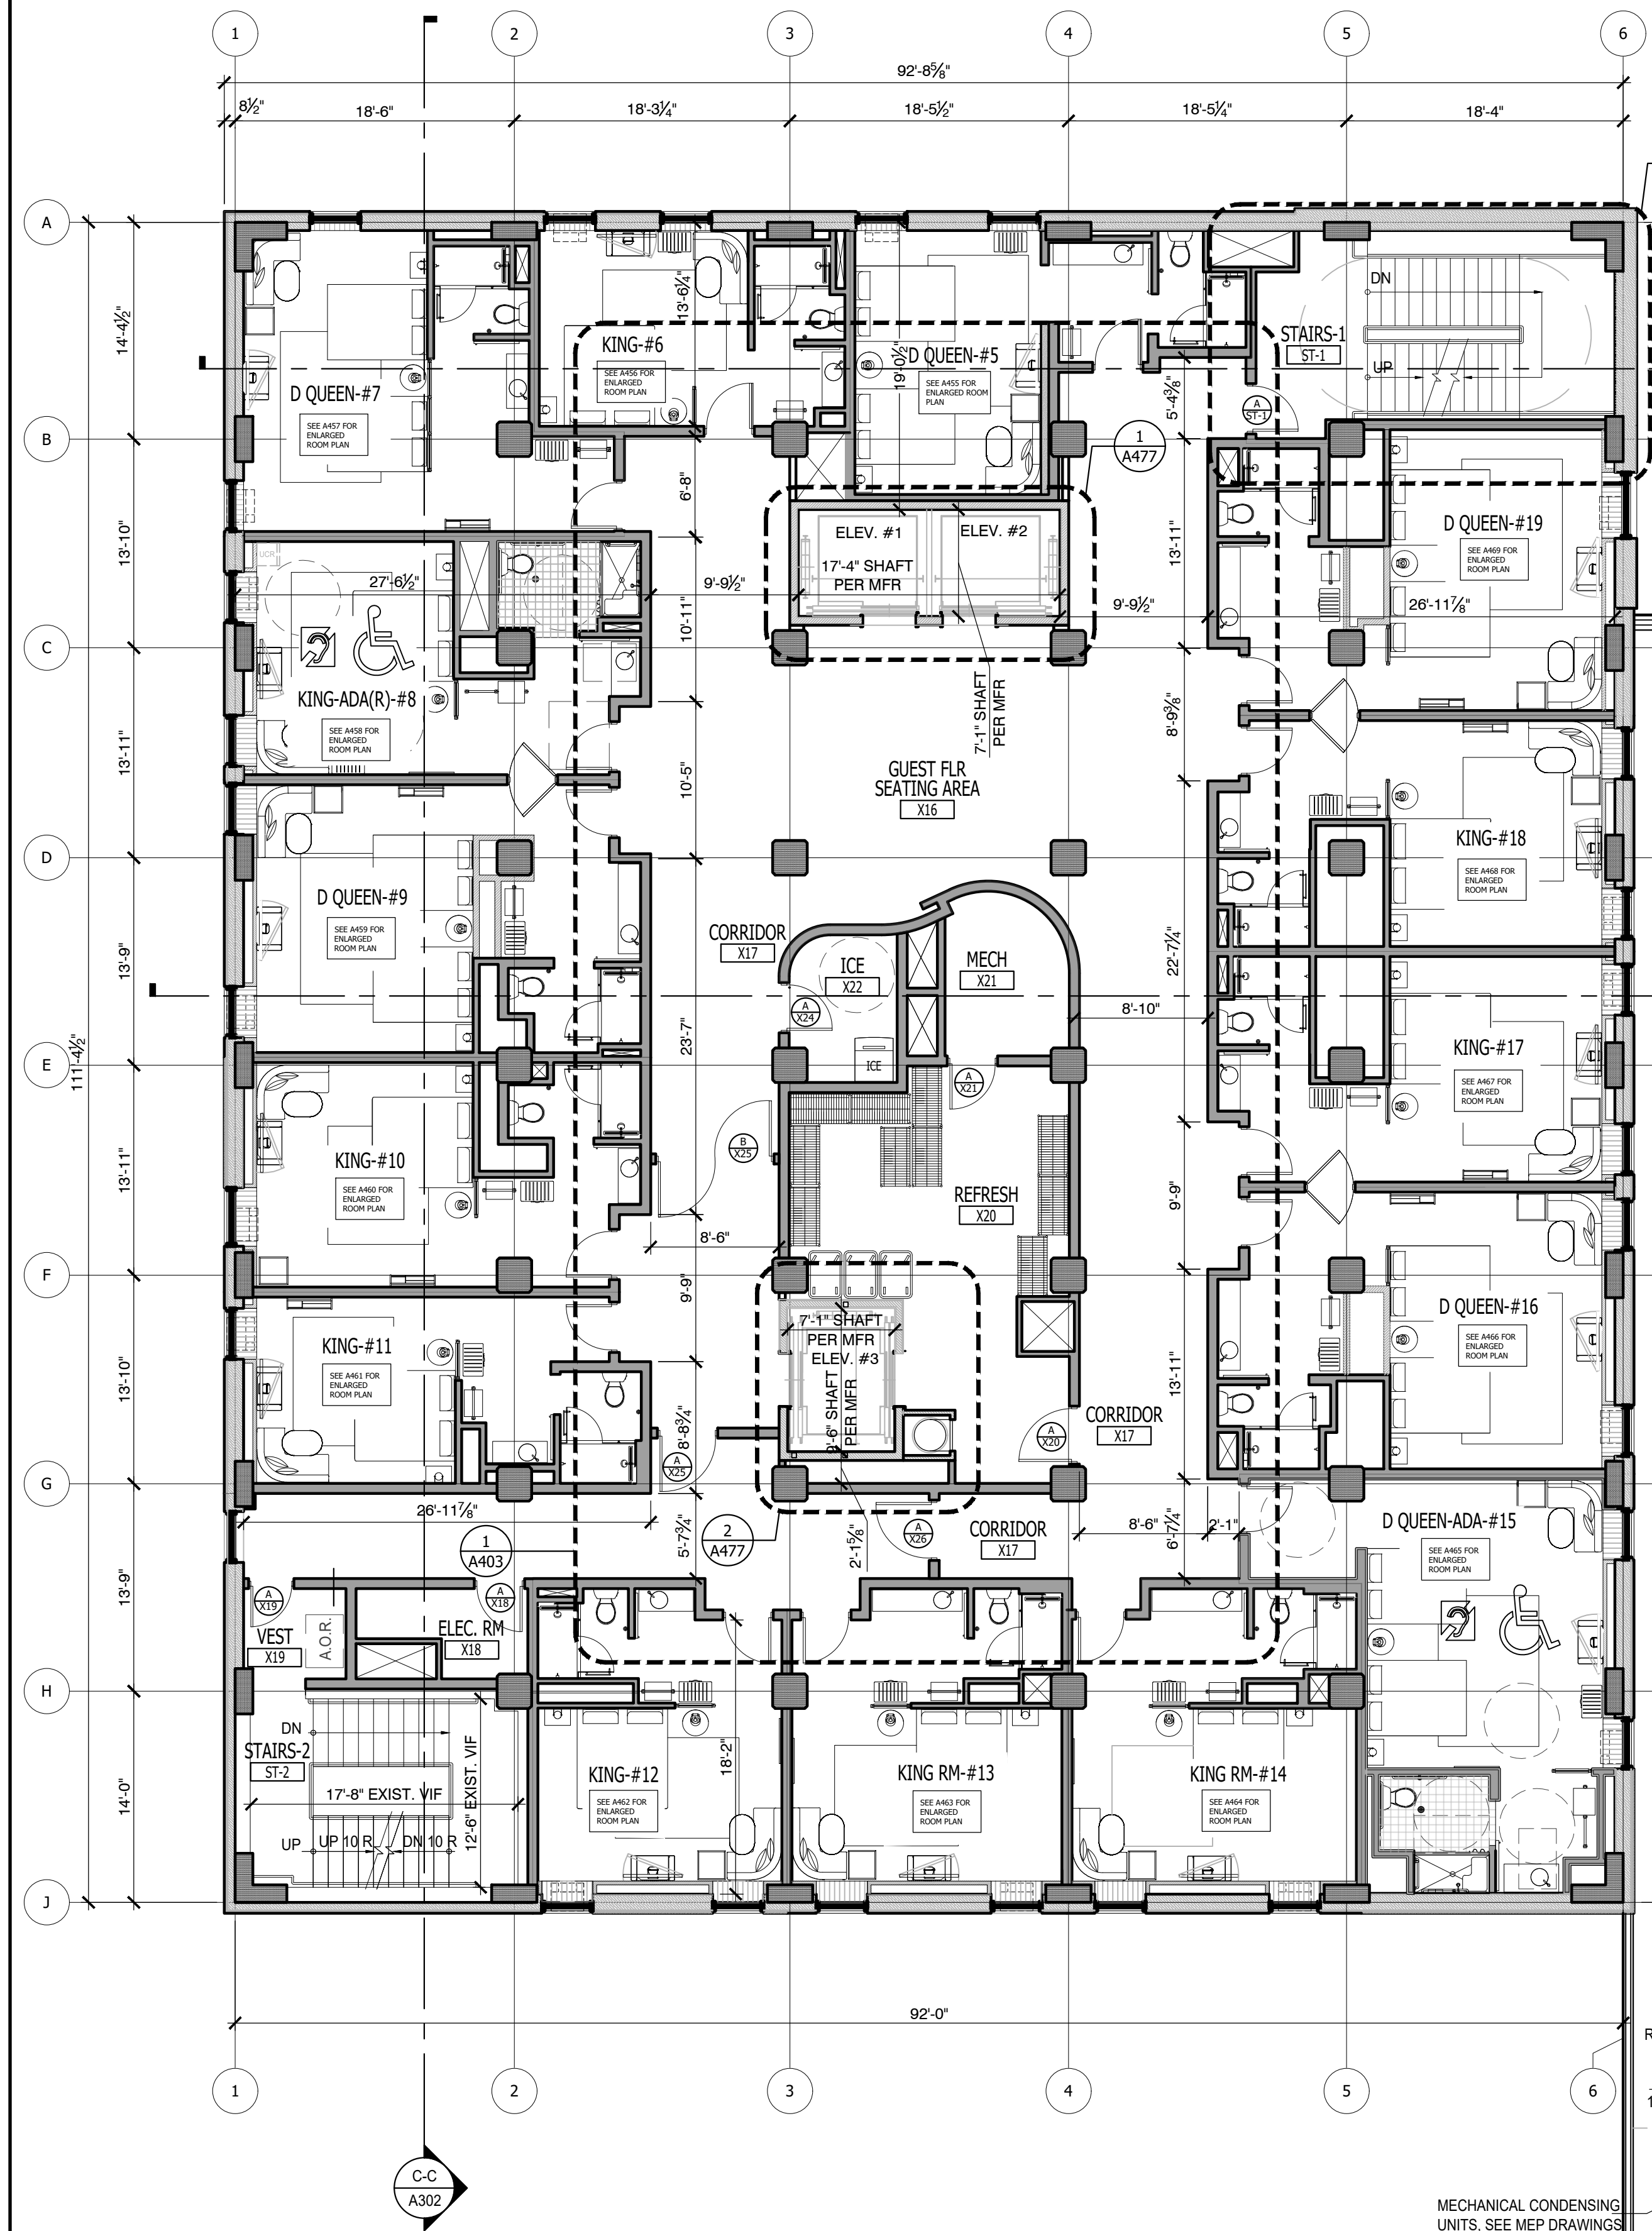 1 2 3 4 5 6
92'-8⅝"
8½" 18'-6" 18'-3¼" 18'-5½" 18'-5¼" 18'-4"
A
B
C
D
E
F
G
H
J
111'-4½"
14'-4½"
13'-10"
13'-11"
13'-9"
13'-11"
13'-10"
13'-9"
14'-0"
D QUEEN-#7
SEE A457 FOR
ENLARGED
ROOM PLAN
13'-6¼"
KING-#6
SEE A456 FOR
ENLARGED
ROOM PLAN
19'-0½"
D QUEEN-#5
SEE A455 FOR
ENLARGED ROOM
PLAN
STAIRS-1
ST-1
DN
UP
A
ST-1
5'-4⅜"
1
A477
6'-8"
ELEV. #1
ELEV. #2
17'-4" SHAFT
PER MFR
7'-1" SHAFT
PER MFR
13'-11"
D QUEEN-#19
SEE A469 FOR
ENLARGED
ROOM PLAN
UCR
27'-6½"
9'-9½"
9'-9½"
26'-11⅞"
10'-11"
KING-ADA(R)-#8
SEE A458 FOR
ENLARGED
ROOM PLAN
8'-9⅜"
10'-5"
GUEST FLR
SEATING AREA
X16
KING-#18
SEE A468 FOR
ENLARGED
ROOM PLAN
D QUEEN-#9
SEE A459 FOR
ENLARGED
ROOM PLAN
CORRIDOR
X17
ICE
X22
MECH
X21
A
X24
ICE
22'-7¼"
8'-10"
23'-7"
KING-#17
SEE A467 FOR
ENLARGED
ROOM PLAN
A
X21
B
X25
KING-#10
SEE A460 FOR
ENLARGED
ROOM PLAN
REFRESH
X20
9'-9"
8'-6"
9'-9"
D QUEEN-#16
SEE A466 FOR
ENLARGED
ROOM PLAN
KING-#11
SEE A461 FOR
ENLARGED
ROOM PLAN
7'-1" SHAFT
PER MFR
ELEV. #3
9'-6" SHAFT
PER MFR
13'-11"
CORRIDOR
X17
A
X20
8'-8¾"
A
X25
26'-11⅞"
1
A403
5'-7¾"
2
A477
2'-1⅝"
A
X26
CORRIDOR
X17
8'-6"
2'-1"
6'-7¼"
D QUEEN-ADA-#15
SEE A465 FOR
ENLARGED
ROOM PLAN
A
X19
VEST
X19
A.O.R.
A
X18
ELEC. RM
X18
DN
STAIRS-2
ST-2
17'-8" EXIST. VIF
12'-6" EXIST. VIF
UP
UP 10 R
DN 10 R
KING-#12
SEE A462 FOR
ENLARGED
ROOM PLAN
18'-2"
KING RM-#13
SEE A463 FOR
ENLARGED
ROOM PLAN
KING RM-#14
SEE A464 FOR
ENLARGED
ROOM PLAN
92'-0"
1 2 3 4 5 6
C-C
A302
MECHANICAL CONDENSING
UNITS. SEE MEP DRAWINGS